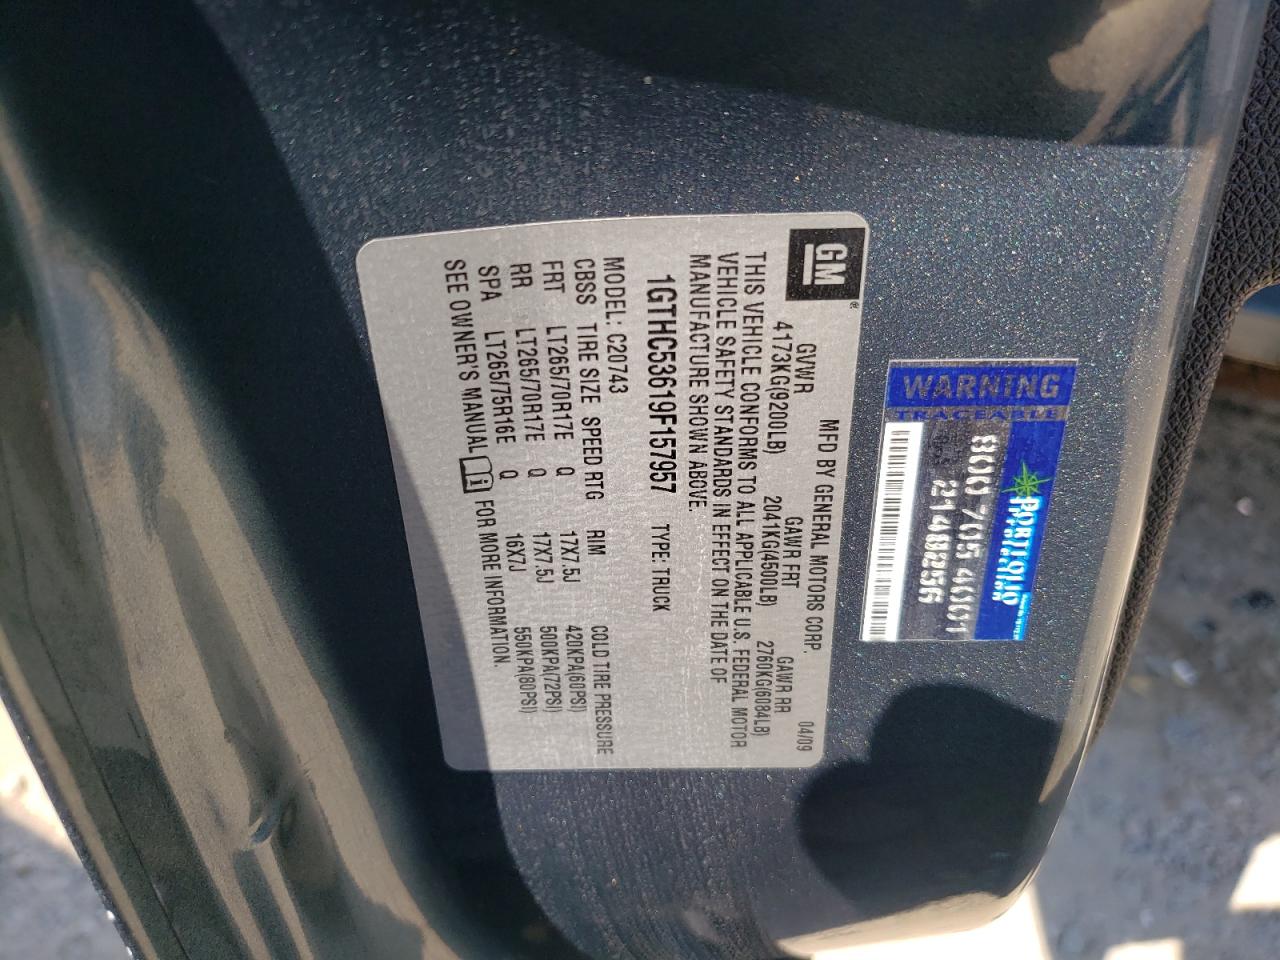 GM®
MFD BY GENERAL MOTORS CORP. 04/09
GVWR GAWR FRT GAWR RR
4173KG(9200LB) 2041KG(4500LB) 2760KG(6084LB)
THIS VEHICLE CONFORMS TO ALL APPLICABLE U.S. FEDERAL MOTOR
VEHICLE SAFETY STANDARDS IN EFFECT ON THE DATE OF
MANUFACTURE SHOWN ABOVE.
1GTHC53619F157957 TYPE: TRUCK
MODEL: C20743
CBSS TIRE SIZE SPEED RTG RIM COLD TIRE PRESSURE
FRT LT265/70R17E Q 17X7.5J 420KPA(60PSI)
RR LT265/70R17E Q 17X7.5J 500KPA(72PSI)
SPA LT265/75R16E Q 16X7J 550KPA(80PSI)
SEE OWNER'S MANUAL FOR MORE INFORMATION.
WARNING
TRACEABLE
PORTFOLIO
PROTECTION
800 705 4001
21482256